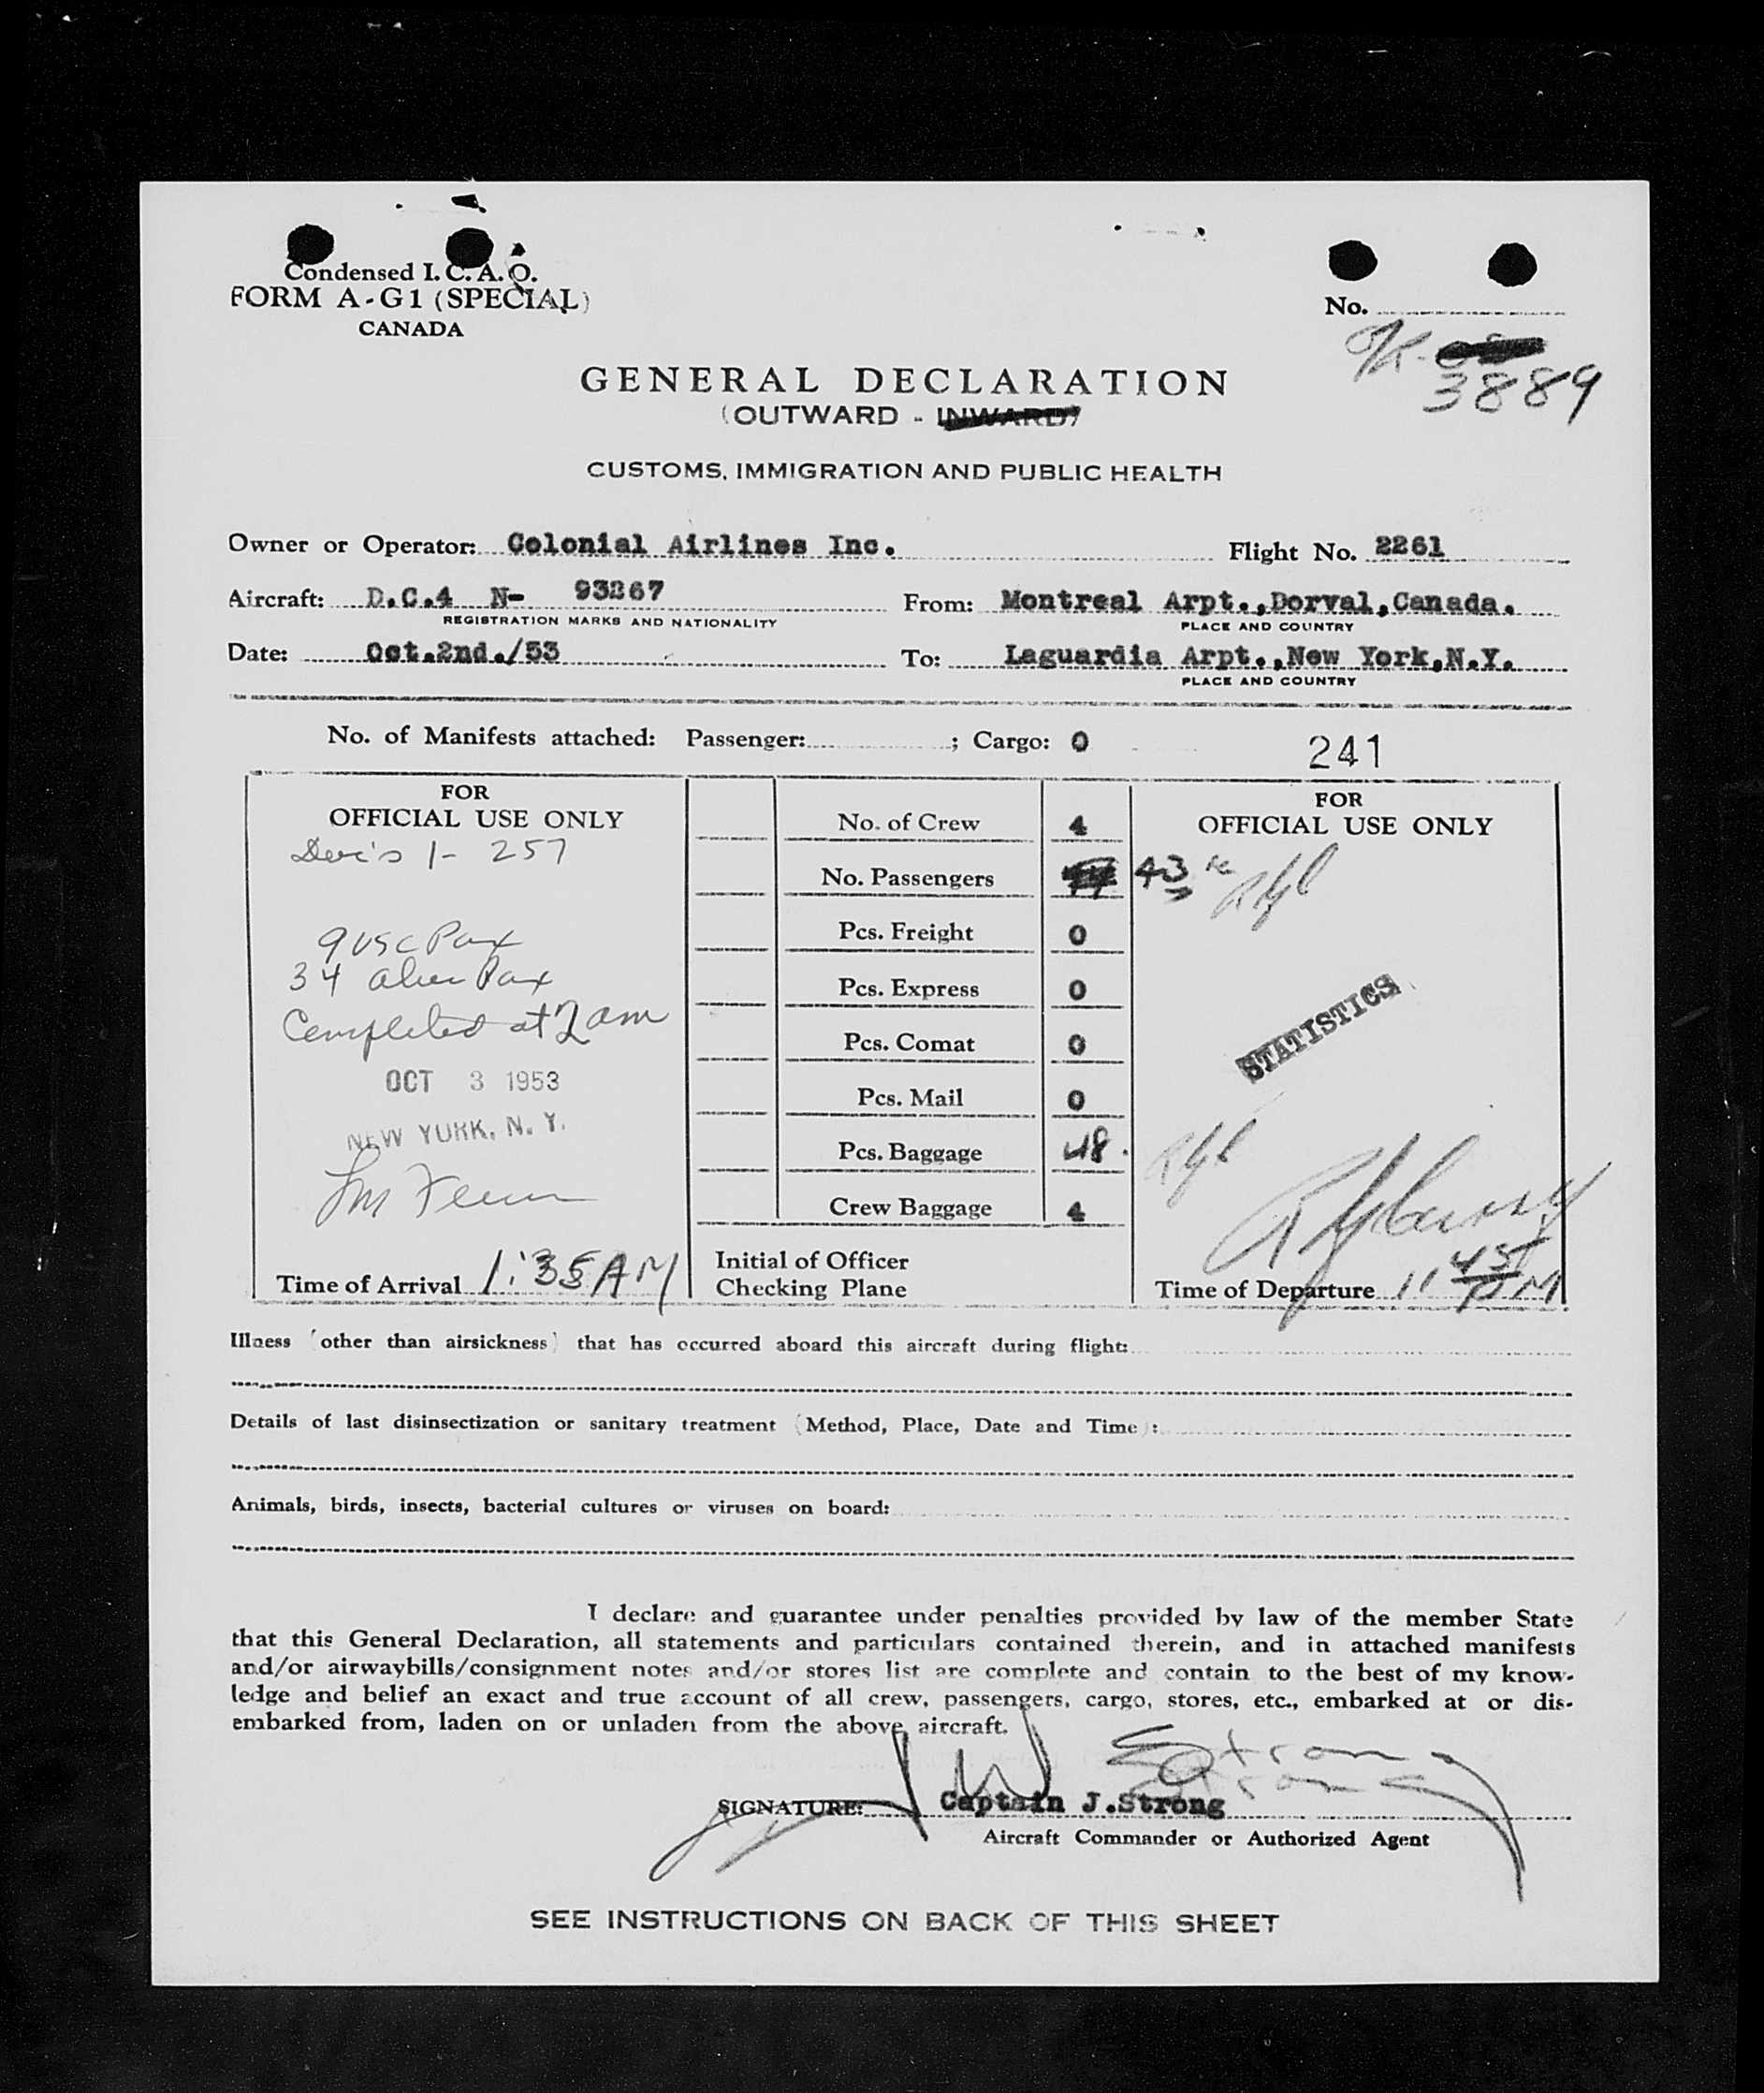 Condensed I. C. A. O.
FORM A-G1 (SPECIAL)
CANADA
No.
O/K-
3889
GENERAL DECLARATION
(OUTWARD - INWARD)
CUSTOMS, IMMIGRATION AND PUBLIC HEALTH
Owner or Operator: Colonial Airlines Inc. Flight No. 2261
Aircraft: D.C.4 N- 93267 From: Montreal Arpt.,Dorval,Canada.
REGISTRATION MARKS AND NATIONALITY PLACE AND COUNTRY
Date: Oct.2nd./53 To: Laguardia Arpt.,New York,N.Y.
PLACE AND COUNTRY
No. of Manifests attached: Passenger: ; Cargo: 0 241
FOR
OFFICIAL USE ONLY
Doc's 1- 257
9 USC Pax
34 alien Pax
Completed at 2 am
OCT 3 1953
NEW YORK, N. Y.
Time of Arrival 1:35 AM
No. of Crew 4
No. Passengers 43
Pcs. Freight 0
Pcs. Express 0
Pcs. Comat 0
Pcs. Mail 0
Pcs. Baggage 48
Crew Baggage 4
Initial of Officer
Checking Plane
FOR
OFFICIAL USE ONLY
STATISTICS
Time of Departure 11 45 PM
Illness (other than airsickness) that has occurred aboard this aircraft during flight:
Details of last disinsectization or sanitary treatment (Method, Place, Date and Time):
Animals, birds, insects, bacterial cultures or viruses on board:
I declare and guarantee under penalties provided by law of the member State
that this General Declaration, all statements and particulars contained therein, and in attached manifests
and/or airwaybills/consignment notes and/or stores list are complete and contain to the best of my know-
ledge and belief an exact and true account of all crew, passengers, cargo, stores, etc., embarked at or dis-
embarked from, laden on or unladen from the above aircraft.
J W Strong
SIGNATURE: Captain J.Strong
Aircraft Commander or Authorized Agent
SEE INSTRUCTIONS ON BACK OF THIS SHEET